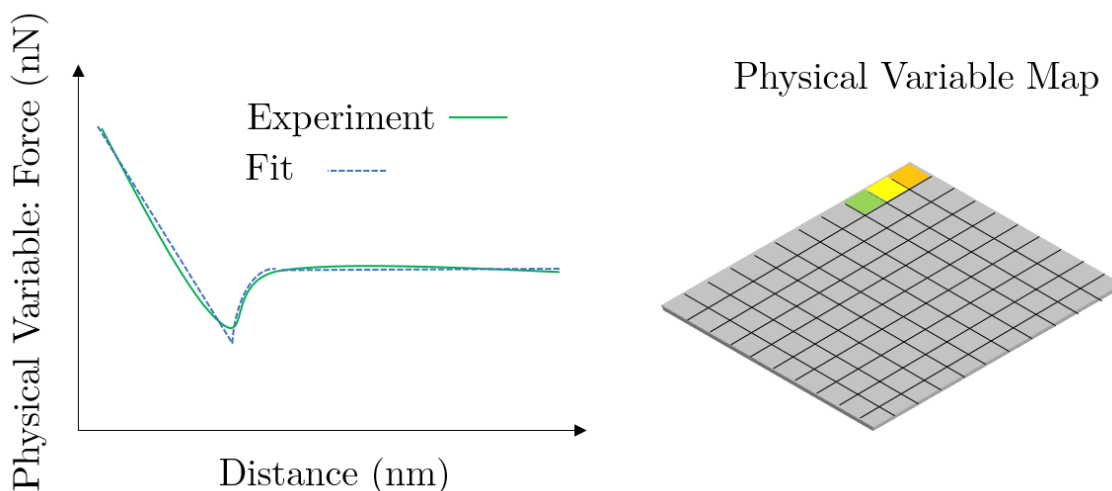 Physical Variable: Force (nN)
Experiment
Fit
Distance (nm)
Physical Variable Map